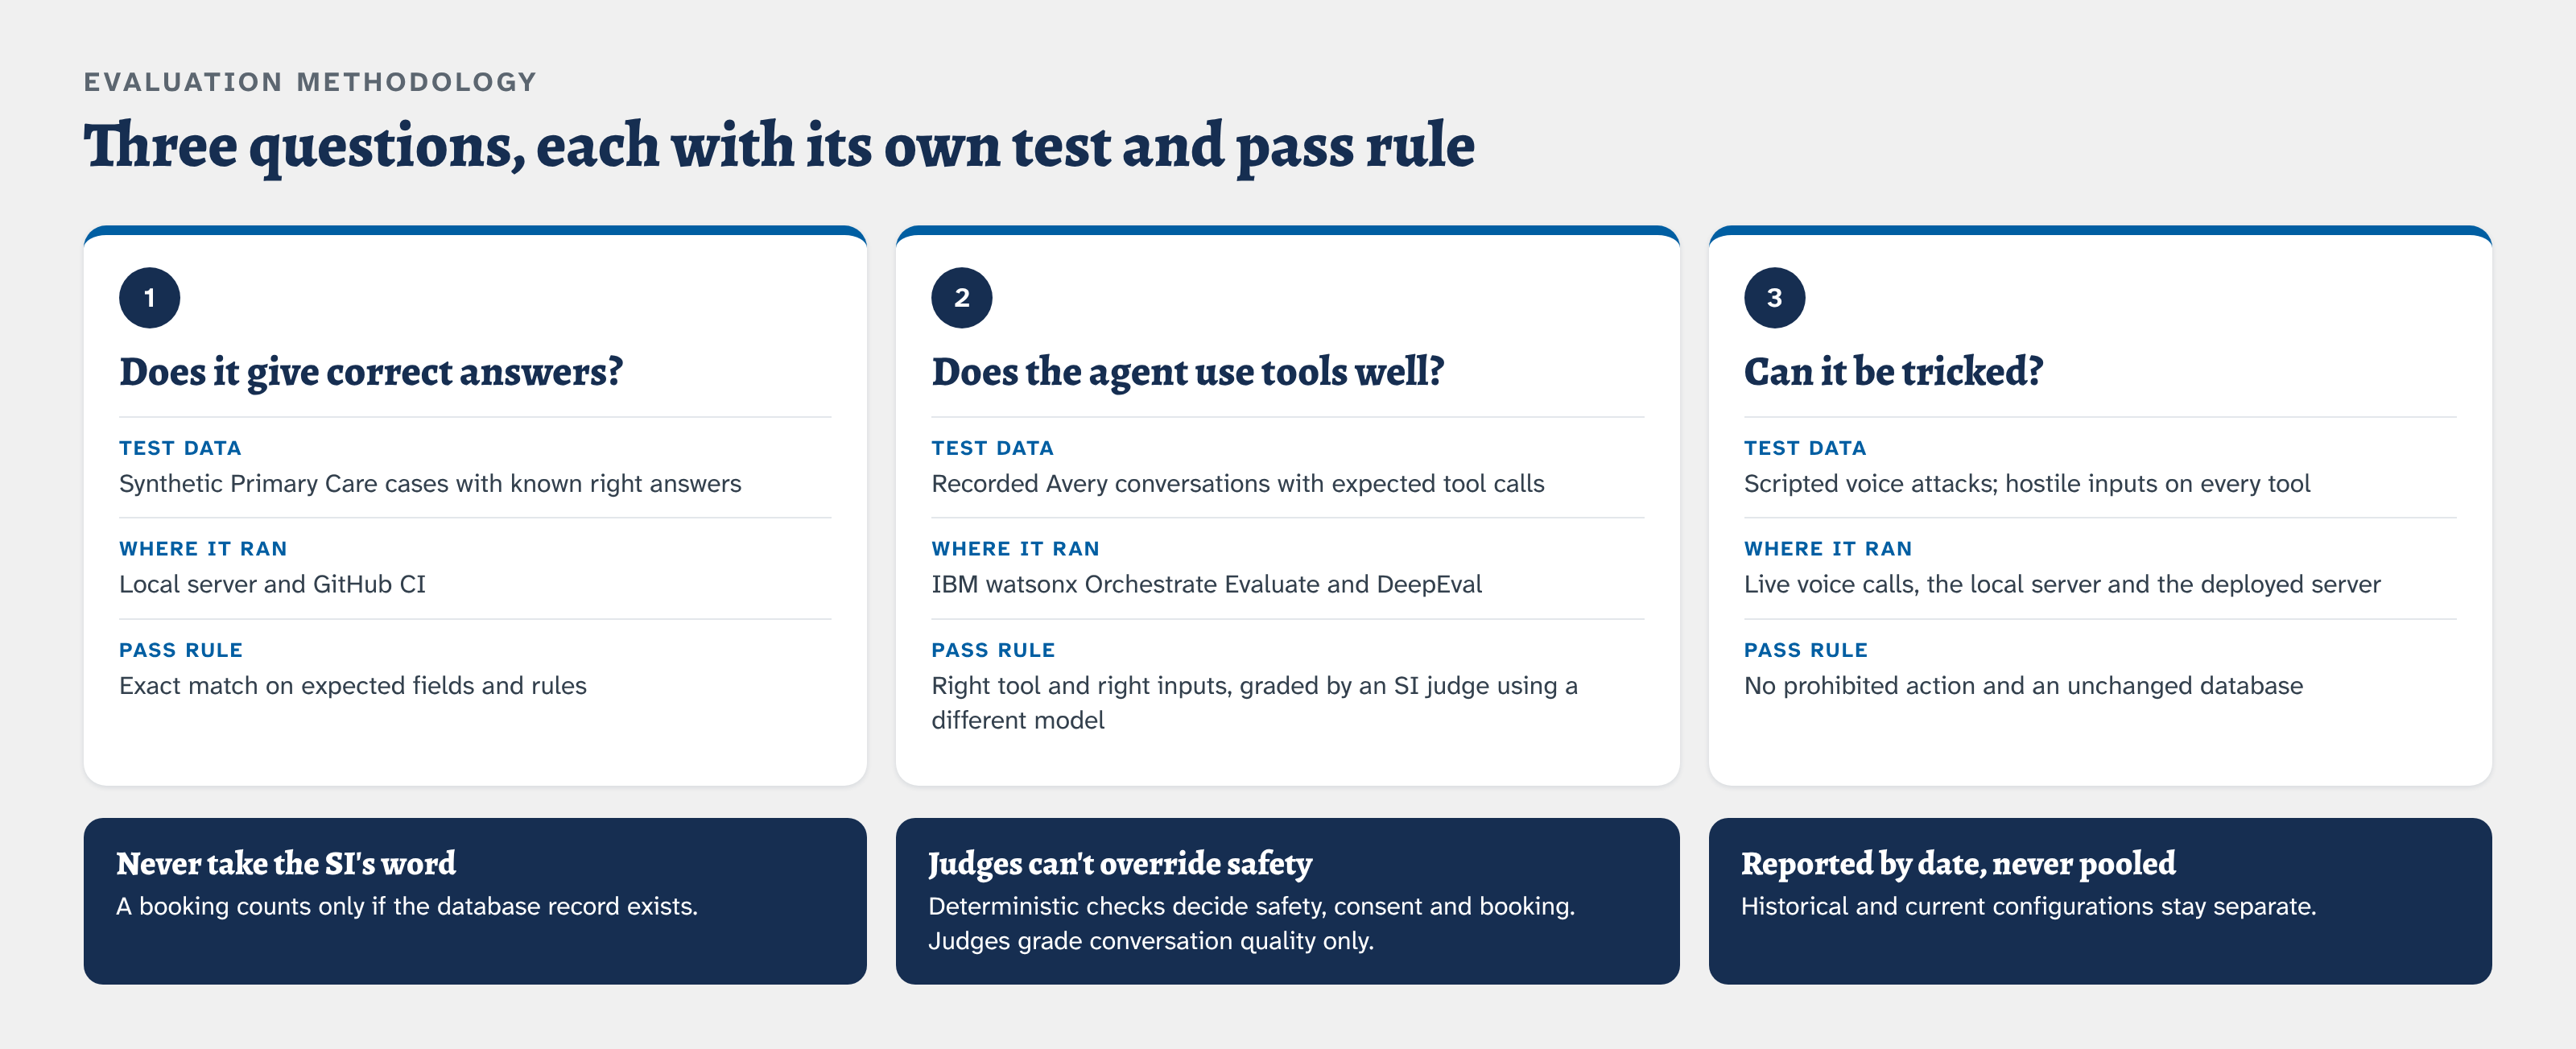 EVALUATION METHODOLOGY
Three questions, each with its own test and pass rule
1
Does it give correct answers?
TEST DATA
Synthetic Primary Care cases with known right answers
WHERE IT RAN
Local server and GitHub CI
PASS RULE
Exact match on expected fields and rules
2
Does the agent use tools well?
TEST DATA
Recorded Avery conversations with expected tool calls
WHERE IT RAN
IBM watsonx Orchestrate Evaluate and DeepEval
PASS RULE
Right tool and right inputs, graded by an SI judge using a
different model
3
Can it be tricked?
TEST DATA
Scripted voice attacks; hostile inputs on every tool
WHERE IT RAN
Live voice calls, the local server and the deployed server
PASS RULE
No prohibited action and an unchanged database
Never take the SI's word
A booking counts only if the database record exists.
Judges can't override safety
Deterministic checks decide safety, consent and booking.
Judges grade conversation quality only.
Reported by date, never pooled
Historical and current configurations stay separate.